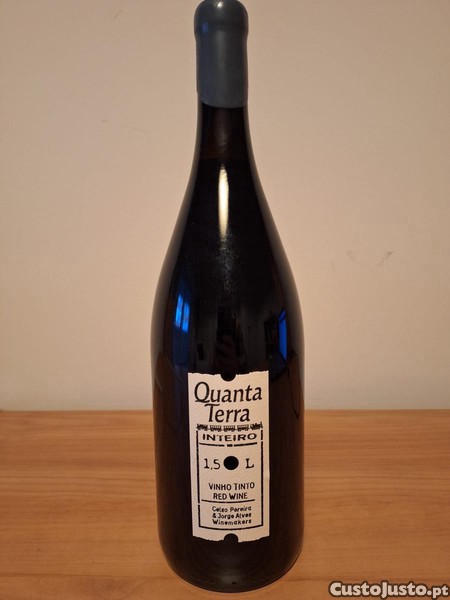 Quanta
Terra
INTEIRO
1,5 L
VINHO TINTO
RED WINE
Celso Pereira
& Jorge Alves
Winemakers
CustoJusto.pt